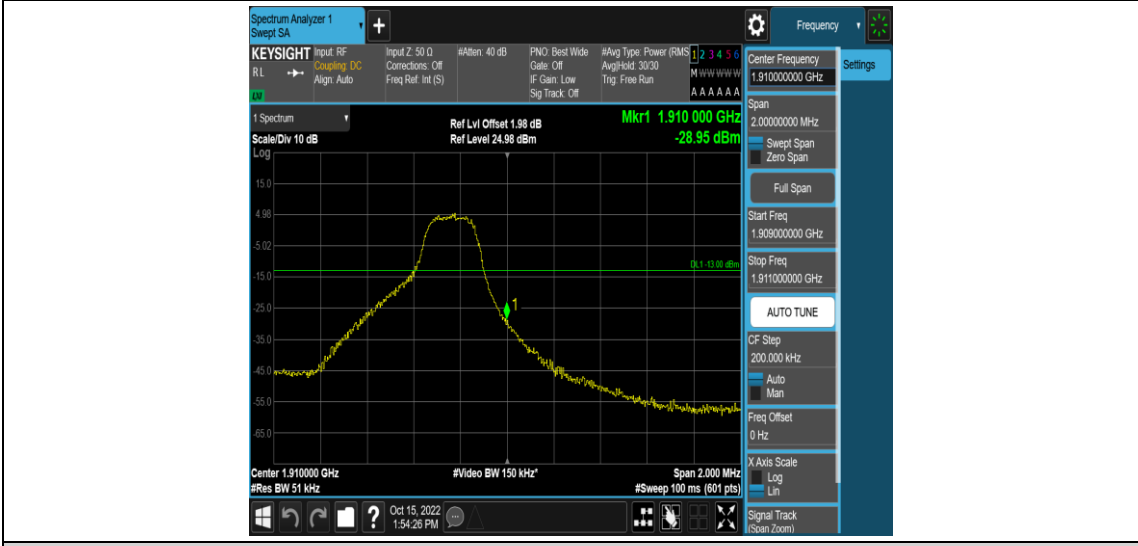 Spectrum Analyzer 1
Swept SA
+
Frequency
KEYSIGHT
RL
Input: RF
Coupling: DC
Align: Auto
Input Z: 50 Ω
Corrections: Off
Freq Ref: Int (S)
#Atten: 40 dB
PNO: Best Wide
Gate: Off
IF Gain: Low
Sig Track: Off
#Avg Type: Power (RMS
Avg|Hold: 30/30
Trig: Free Run
1 2 3 4 5 6
M W W W W W
A A A A A A
1 Spectrum
Scale/Div 10 dB
Log
Ref Lvl Offset 1.98 dB
Ref Level 24.98 dBm
Mkr1 1.910 000 GHz
-28.95 dBm
15.0
4.98
-5.02
-15.0
-25.0
-35.0
-45.0
-55.0
-65.0
DL1 -13.00 dBm
1
Center 1.910000 GHz
#Res BW 51 kHz
#Video BW 150 kHz*
Span 2.000 MHz
#Sweep 100 ms (601 pts)
Center Frequency
1.910000000 GHz
Settings
Span
2.00000000 MHz
Swept Span
Zero Span
Full Span
Start Freq
1.909000000 GHz
Stop Freq
1.911000000 GHz
AUTO TUNE
CF Step
200.000 kHz
Auto
Man
Freq Offset
0 Hz
X Axis Scale
Log
Lin
Signal Track
(Span Zoom)
?
Oct 15, 2022
1:54:26 PM